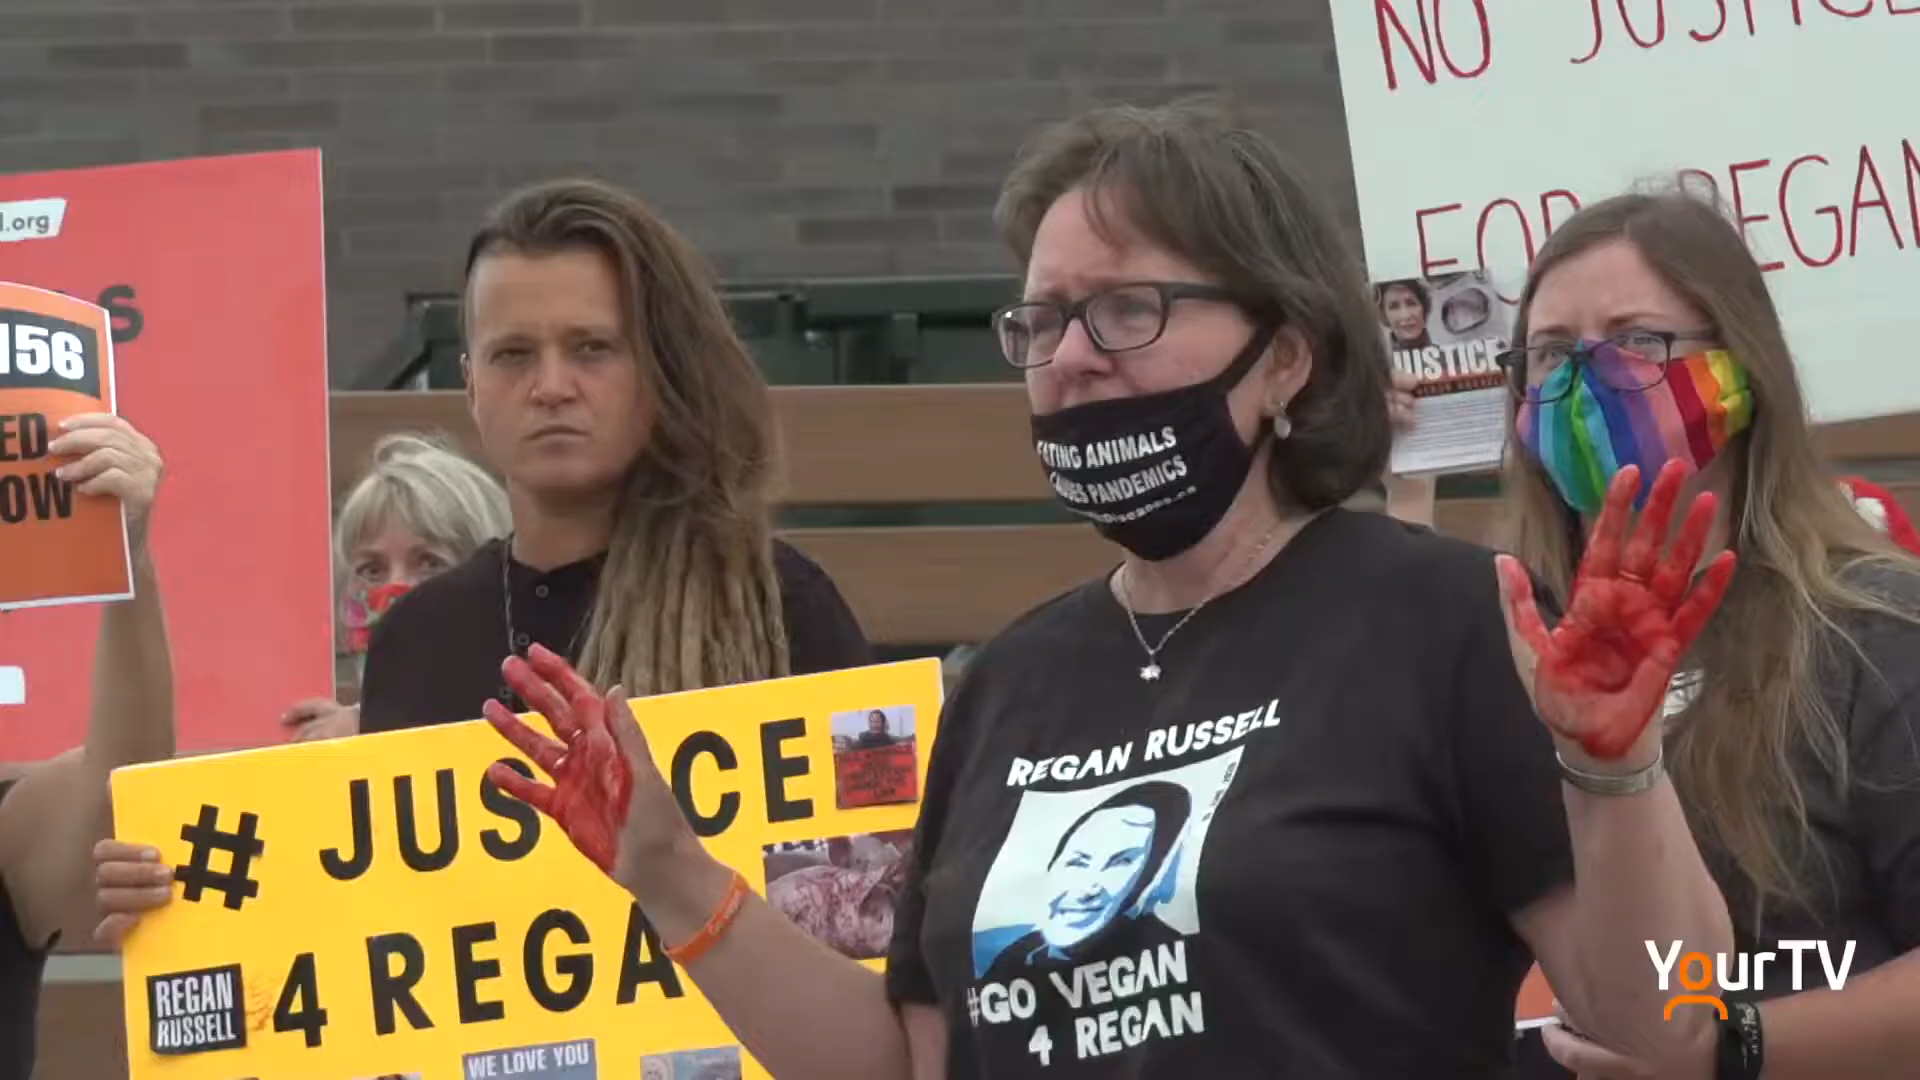 NO JUSTICE
FOR REGAN
l.org
S
156
ED
OW
JUSTICE
EATING ANIMALS
CAUSES PANDEMICS
# JUSTICE
4 REGA
REGAN
RUSSELL
WE LOVE YOU
REGAN RUSSELL
#GO VEGAN
4 REGAN
YourTV